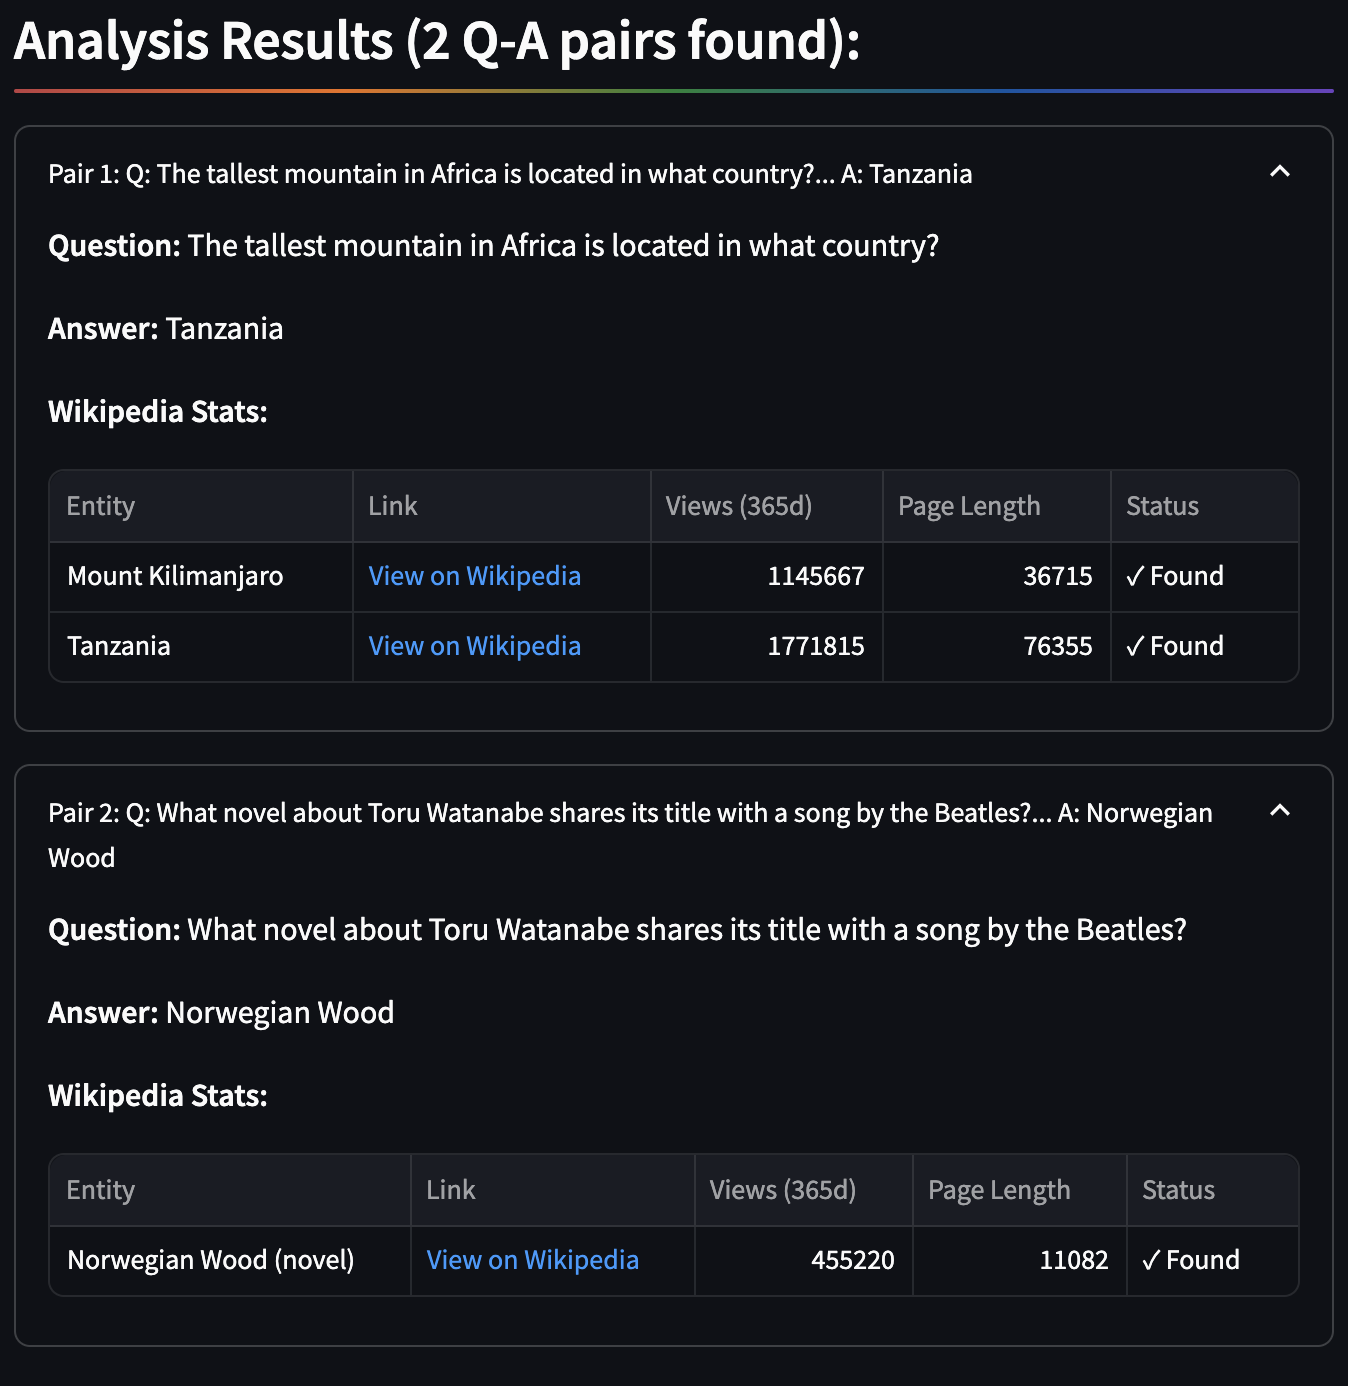 Analysis Results (2 Q-A pairs found):
Pair 1: Q: The tallest mountain in Africa is located in what country?... A: Tanzania
Question: The tallest mountain in Africa is located in what country?
Answer: Tanzania
Wikipedia Stats:
Entity Link Views (365d) Page Length Status
Mount Kilimanjaro View on Wikipedia 1145667 36715 ✓ Found
Tanzania View on Wikipedia 1771815 76355 ✓ Found
Pair 2: Q: What novel about Toru Watanabe shares its title with a song by the Beatles?... A: Norwegian
Wood
Question: What novel about Toru Watanabe shares its title with a song by the Beatles?
Answer: Norwegian Wood
Wikipedia Stats:
Entity Link Views (365d) Page Length Status
Norwegian Wood (novel) View on Wikipedia 455220 11082 ✓ Found